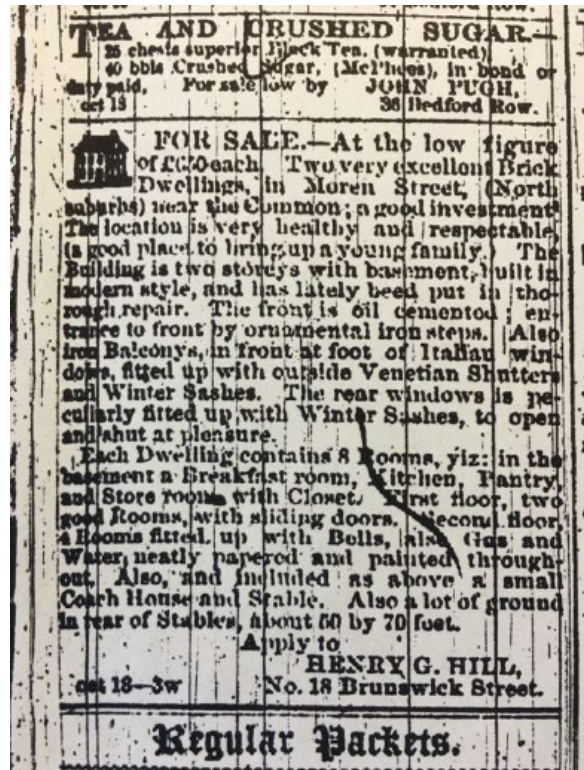 TEA AND CRUSHED SUGAR.—
25 chests superior Black Tea, (warranted)
40 bbls Crushed Sugar, (McPhees), in bond or
duty paid. For sale low by JOHN PUGH,
oct 18 36 Bedford Row.
FOR SALE.—At the low figure
of each. Two very excellent Brick
Dwellings, in Moren Street, (North
suburbs) near the Common; a good investment
The location is very healthy and respectable,
(a good place to bring up a young family.) The
Building is two storeys with basement, built in
modern style, and has lately beed put in tho-
rough repair. The front is oil cemented; en-
trance to front by ornamental iron steps. Also
iron Balconys, in front at foot of Italian win-
dows, fitted up with outside Venetian Shutters
and Winter Sashes. The rear windows is pe-
culiarly fitted up with Winter Sashes, to open
and shut at pleasure.
Each Dwelling contains 8 Rooms, viz: in the
basement a Breakfast room, Kitchen, Pantry,
and Store room with Closet. First floor, two
good Rooms, with sliding doors. Second floor,
4 Rooms fitted up with Bells, also Gas and
Water, neatly papered and painted through-
out. Also, and included as above a small
Coach House and Stable. Also a lot of ground
in rear of Stables, about 50 by 70 feet.
Apply to
HENRY G. HILL,
oct 18—3w No. 18 Brunswick Street.
Regular Packets.